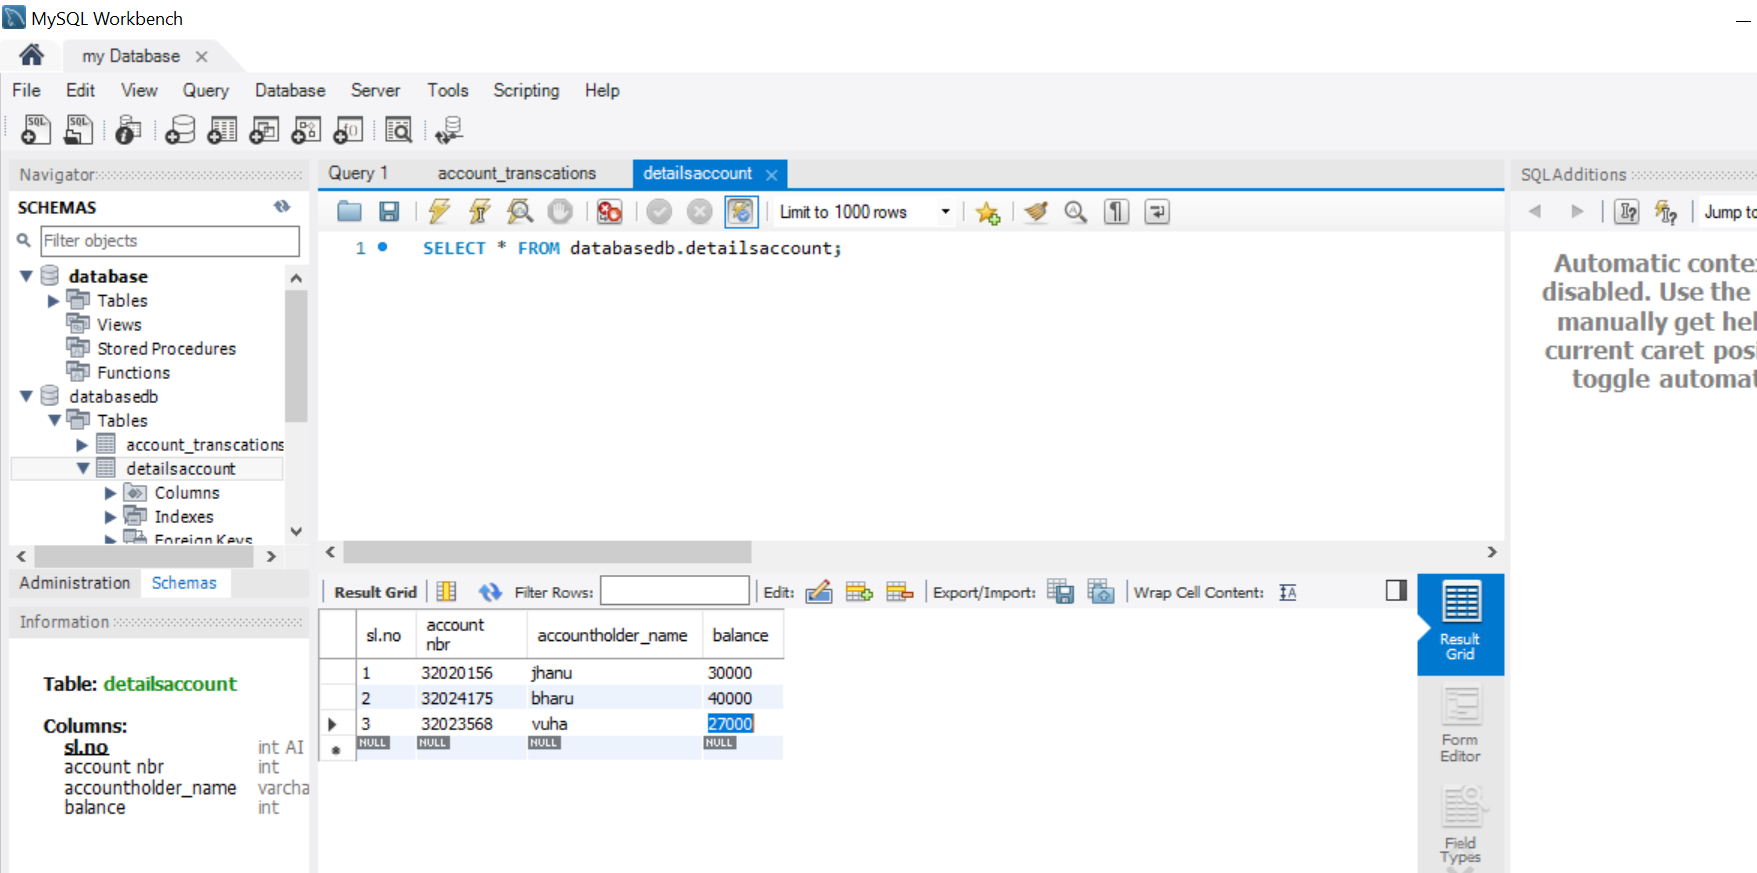 MySQL Workbench
my Database
File Edit View Query Database Server Tools Scripting Help
Navigator
SCHEMAS
Filter objects
database
Tables
Views
Stored Procedures
Functions
databasedb
Tables
account_transcations
detailsaccount
Columns
Indexes
Foreign Keys
Administration Schemas
Information
Table: detailsaccount
Columns:
sl.no int AI
account nbr int
accountholder_name varcha
balance int
Query 1 account_transcations detailsaccount
Limit to 1000 rows
1 SELECT * FROM databasedb.detailsaccount;
Result Grid Filter Rows: Edit: Export/Import: Wrap Cell Content:
sl.no account nbr accountholder_name balance
1 32020156 jhanu 30000
2 32024175 bharu 40000
3 32023568 vuha 27000
NULL NULL NULL NULL
Result
Grid
Form
Editor
Field
Types
SQLAdditions
Jump to
Automatic conte
disabled. Use the
manually get hel
current caret posi
toggle automat